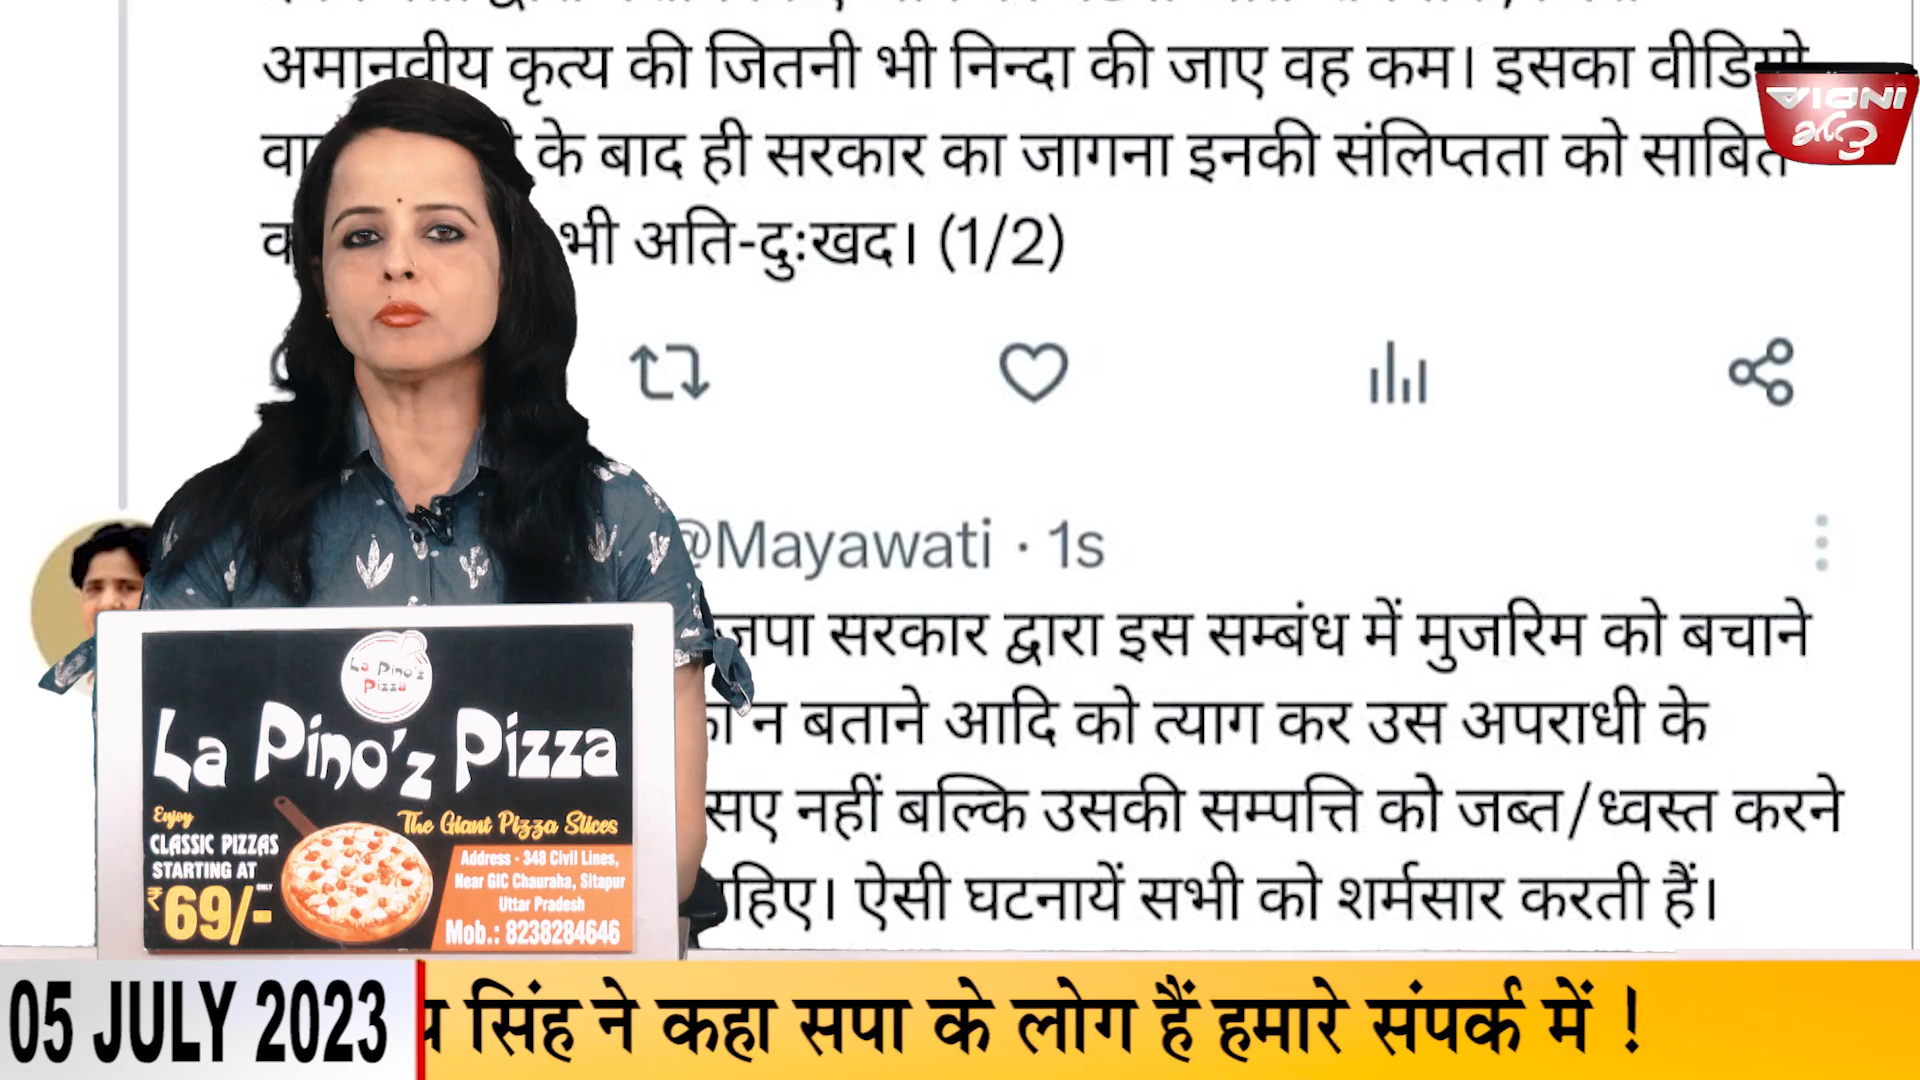 अमानवीय कृत्य की जितनी भी निन्दा की जाए वह कम। इसका वीडियो
के बाद ही सरकार का जागना इनकी संलिप्तता को साबित
भी अति-दुःखद। (1/2)
@Mayawati · 1s
सरकार द्वारा इस सम्बंध में मुजरिम को बचाने
न बताने आदि को त्याग कर उस अपराधी के
नहीं बल्कि उसकी सम्पत्ति को जब्त/ध्वस्त करने
ऐसी घटनायें सभी को शर्मसार करती हैं।
La Pino'z
Pizza
La Pino'z Pizza
Enjoy
CLASSIC PIZZAS
STARTING AT
₹69/-
ONLY
The Giant Pizza Slices
Address - 348 Civil Lines,
Near GIC Chauraha, Sitapur
Uttar Pradesh
Mob.: 8238284646
05 JULY 2023
सिंह ने कहा सपा के लोग हैं हमारे संपर्क में !